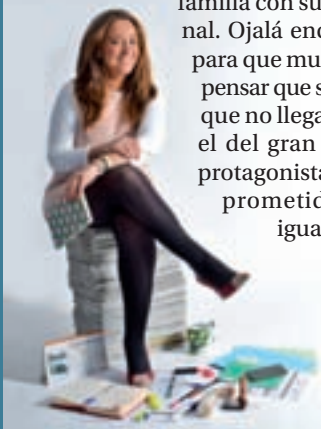 familia con su
nal. Ojalá enc
para que mu
pensar que s
que no llega
el del gran
protagonista
prometid
igua